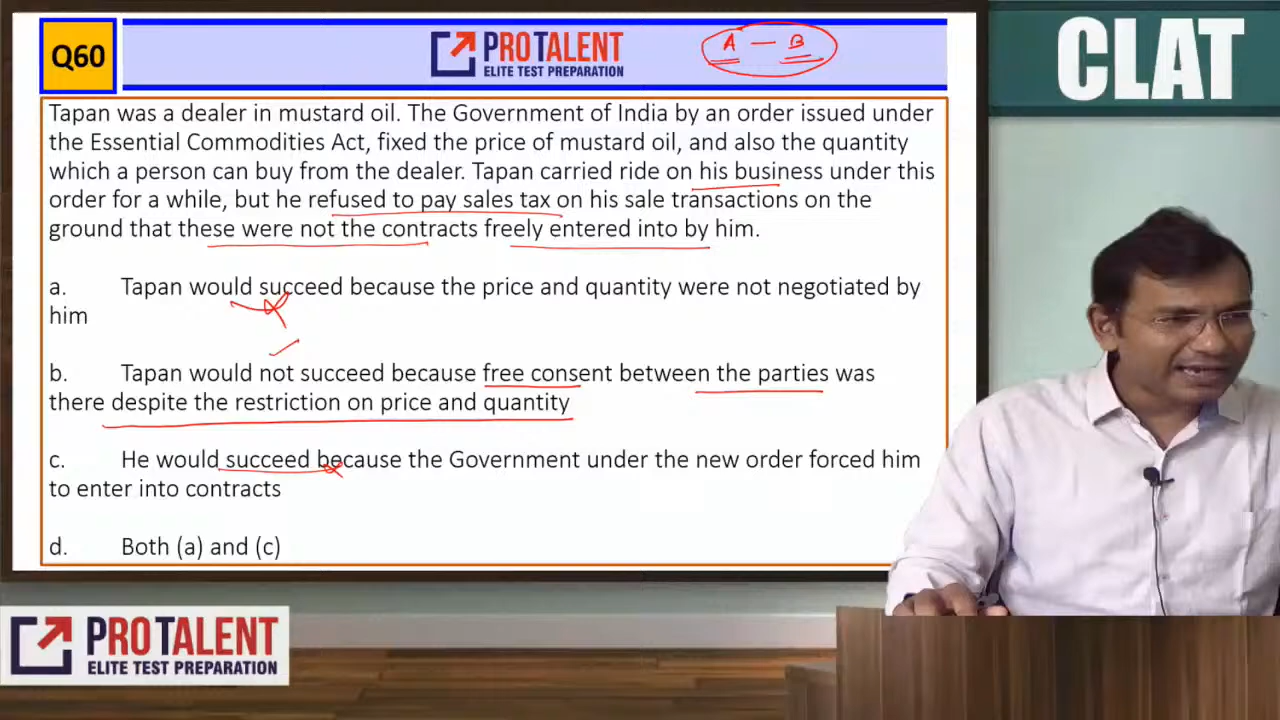 Q60
PROTALENT
ELITE TEST PREPARATION
A — B
CLAT
Tapan was a dealer in mustard oil. The Government of India by an order issued under
the Essential Commodities Act, fixed the price of mustard oil, and also the quantity
which a person can buy from the dealer. Tapan carried ride on his business under this
order for a while, but he refused to pay sales tax on his sale transactions on the
ground that these were not the contracts freely entered into by him.
a. Tapan would succeed because the price and quantity were not negotiated by
him
b. Tapan would not succeed because free consent between the parties was
there despite the restriction on price and quantity
c. He would succeed because the Government under the new order forced him
to enter into contracts
d. Both (a) and (c)
PROTALENT
ELITE TEST PREPARATION